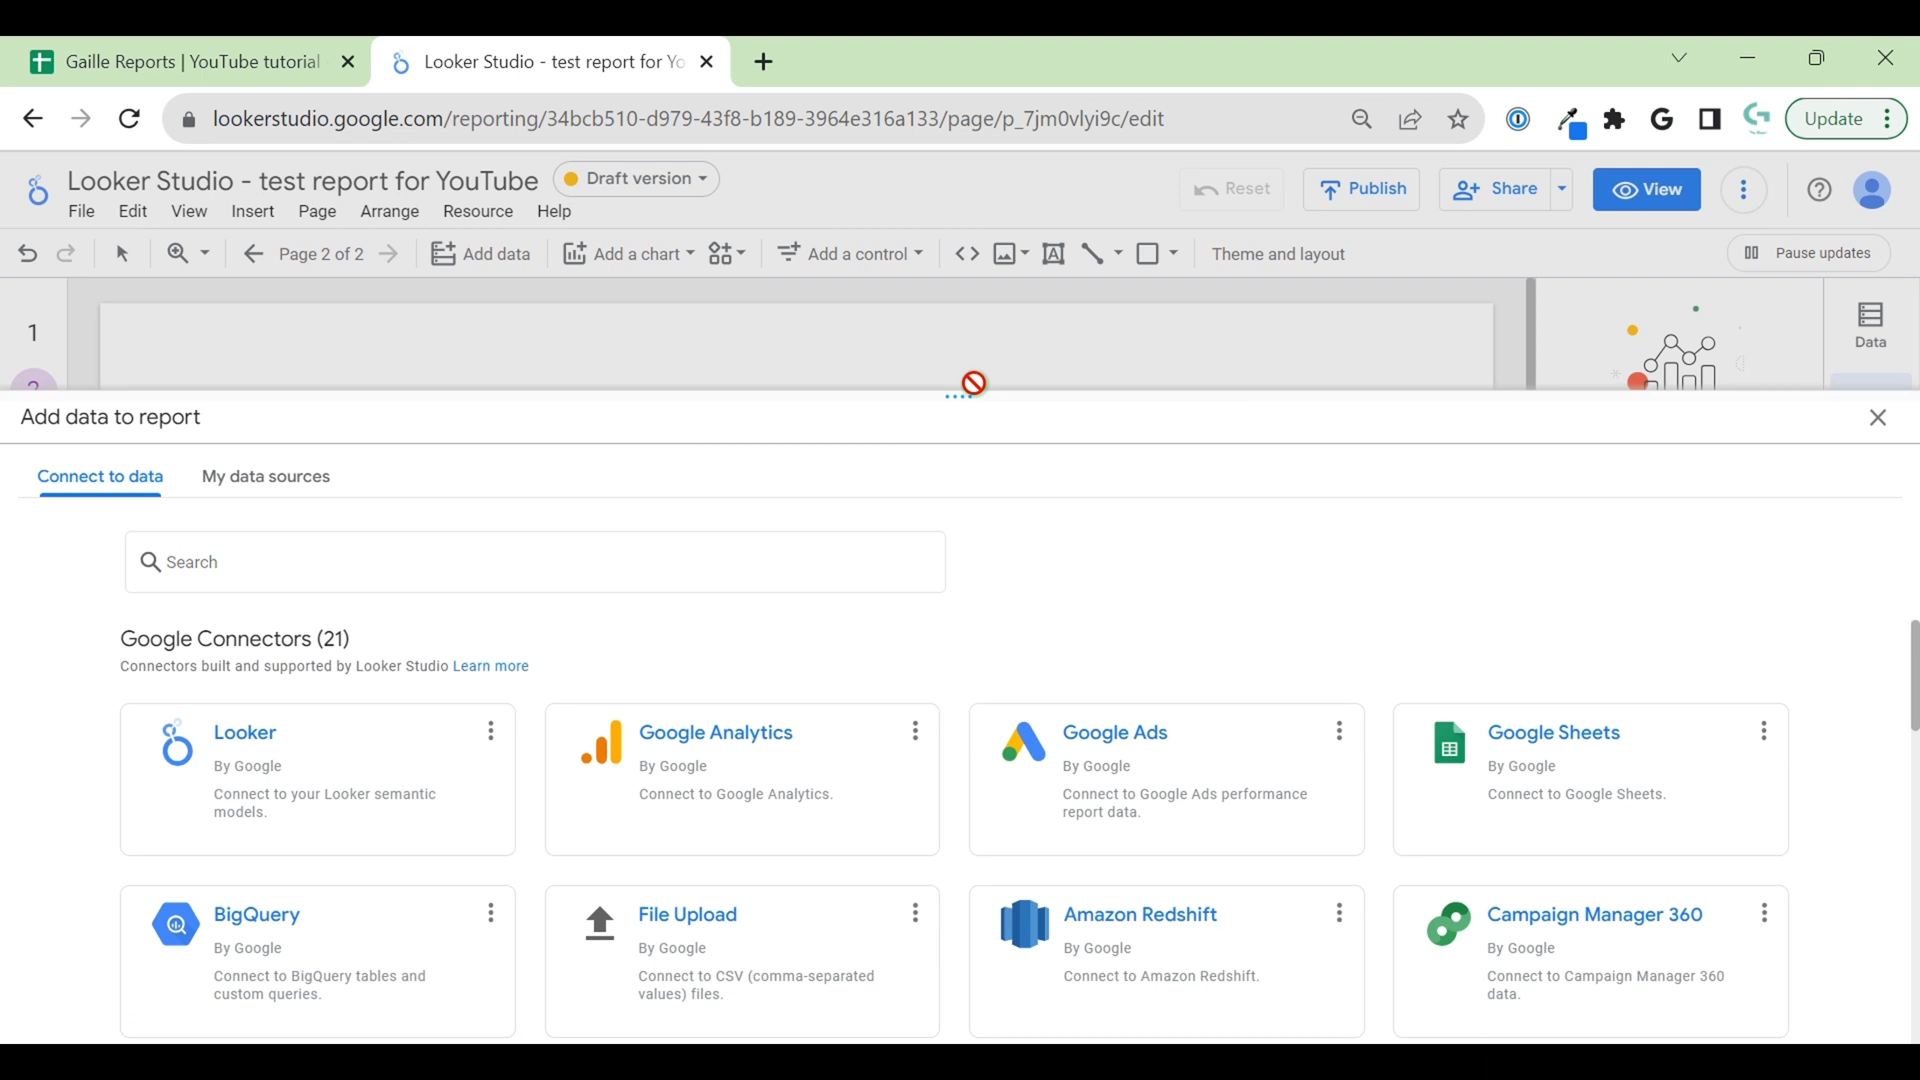 Gaille Reports | YouTube tutorial
Looker Studio - test report for Yo
lookerstudio.google.com/reporting/34bcb510-d979-43f8-b189-3964e316a133/page/p_7jm0vlyi9c/edit
Update
Looker Studio - test report for YouTube
Draft version
Reset
Publish
Share
View
File Edit View Insert Page Arrange Resource Help
Page 2 of 2
Add data
Add a chart
Add a control
Theme and layout
Pause updates
1
Data
Add data to report
Connect to data
My data sources
Search
Google Connectors (21)
Connectors built and supported by Looker Studio Learn more
Looker
By Google
Connect to your Looker semantic
models.
Google Analytics
By Google
Connect to Google Analytics.
Google Ads
By Google
Connect to Google Ads performance
report data.
Google Sheets
By Google
Connect to Google Sheets.
BigQuery
By Google
Connect to BigQuery tables and
custom queries.
File Upload
By Google
Connect to CSV (comma-separated
values) files.
Amazon Redshift
By Google
Connect to Amazon Redshift.
Campaign Manager 360
By Google
Connect to Campaign Manager 360
data.